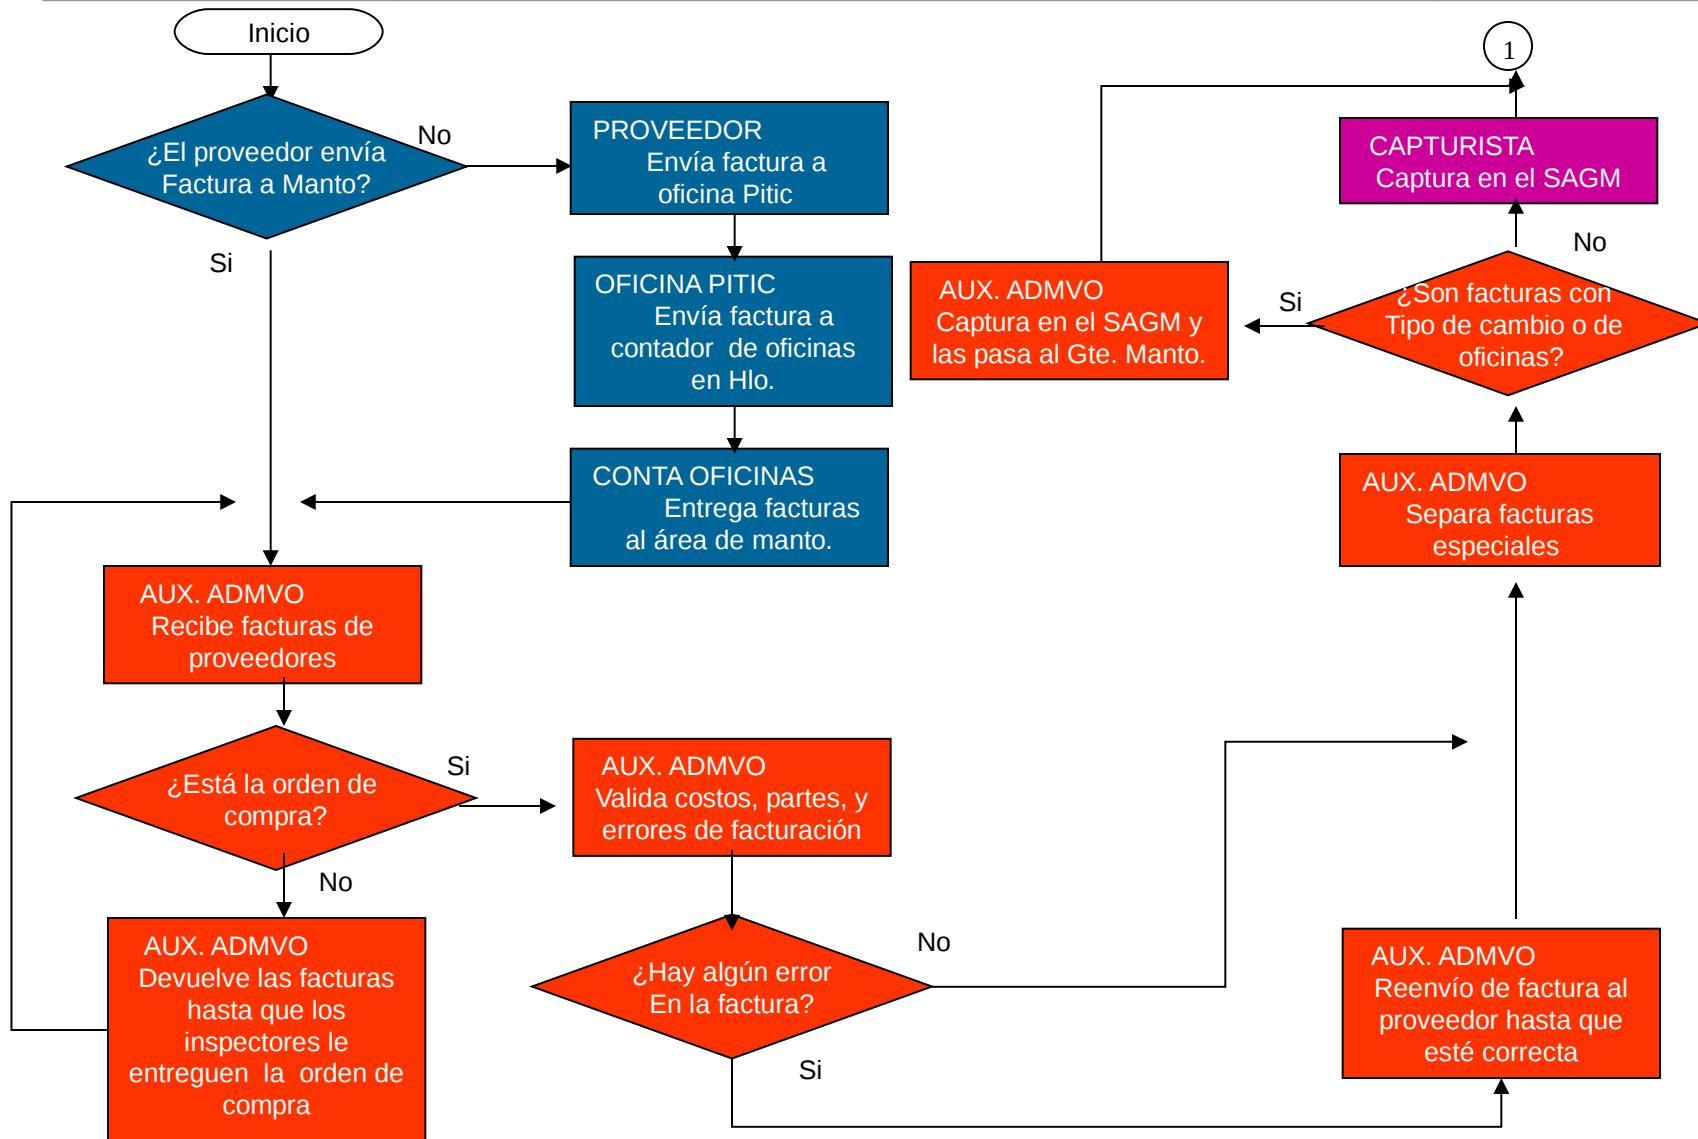 Inicio
¿El proveedor envía
Factura a Manto?
No
Si
PROVEEDOR
Envía factura a
oficina Pitic
OFICINA PITIC
Envía factura a
contador de oficinas
en Hlo.
CONTA OFICINAS
Entrega facturas
al área de manto.
AUX. ADMVO
Recibe facturas de
proveedores
¿Está la orden de
compra?
Si
No
AUX. ADMVO
Devuelve las facturas
hasta que los
inspectores le
entreguen la orden de
compra
AUX. ADMVO
Valida costos, partes, y
errores de facturación
¿Hay algún error
En la factura?
No
Si
AUX. ADMVO
Reenvío de factura al
proveedor hasta que
esté correcta
AUX. ADMVO
Separa facturas
especiales
¿Son facturas con
Tipo de cambio o de
oficinas?
Si
No
AUX. ADMVO
Captura en el SAGM y
las pasa al Gte. Manto.
CAPTURISTA
Captura en el SAGM
1